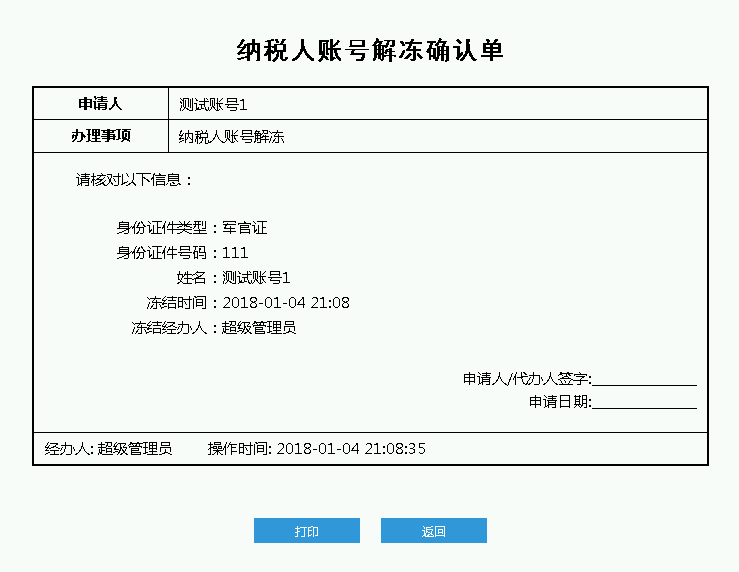 纳税人账号解冻确认单
申请人 测试账号1
办理事项 纳税人账号解冻
请核对以下信息：
身份证件类型：军官证
身份证件号码：111
姓名：测试账号1
冻结时间：2018-01-04 21:08
冻结经办人：超级管理员
申请人/代办人签字:______________
申请日期:______________
经办人: 超级管理员 操作时间: 2018-01-04 21:08:35
打印 返回